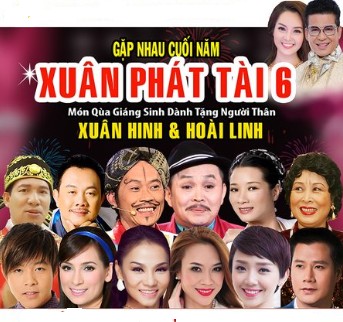 GẶP NHAU CUỐI NĂM
XUÂN PHÁT TÀI 6
Món Qùa Giáng Sinh Dành Tặng Người Thân
XUÂN HINH & HOÀI LINH